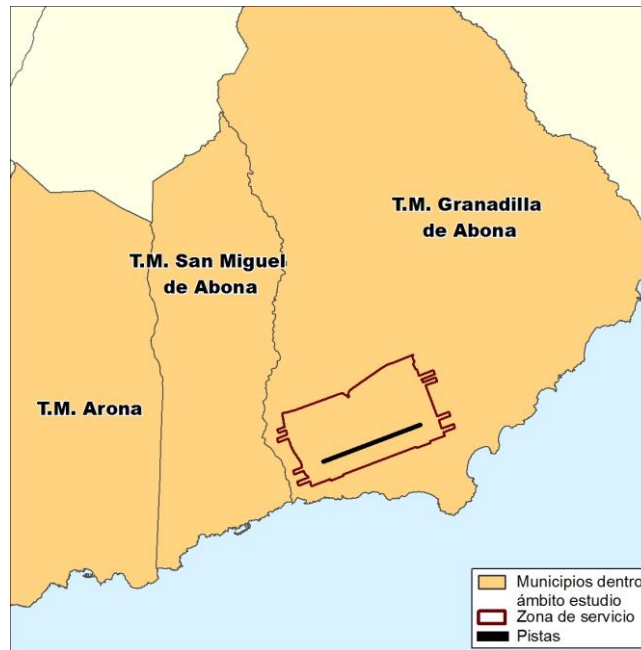 T.M. Granadilla
de Abona
T.M. San Miguel
de Abona
T.M. Arona
Municipios dentro
ámbito estudio
Zona de servicio
Pistas